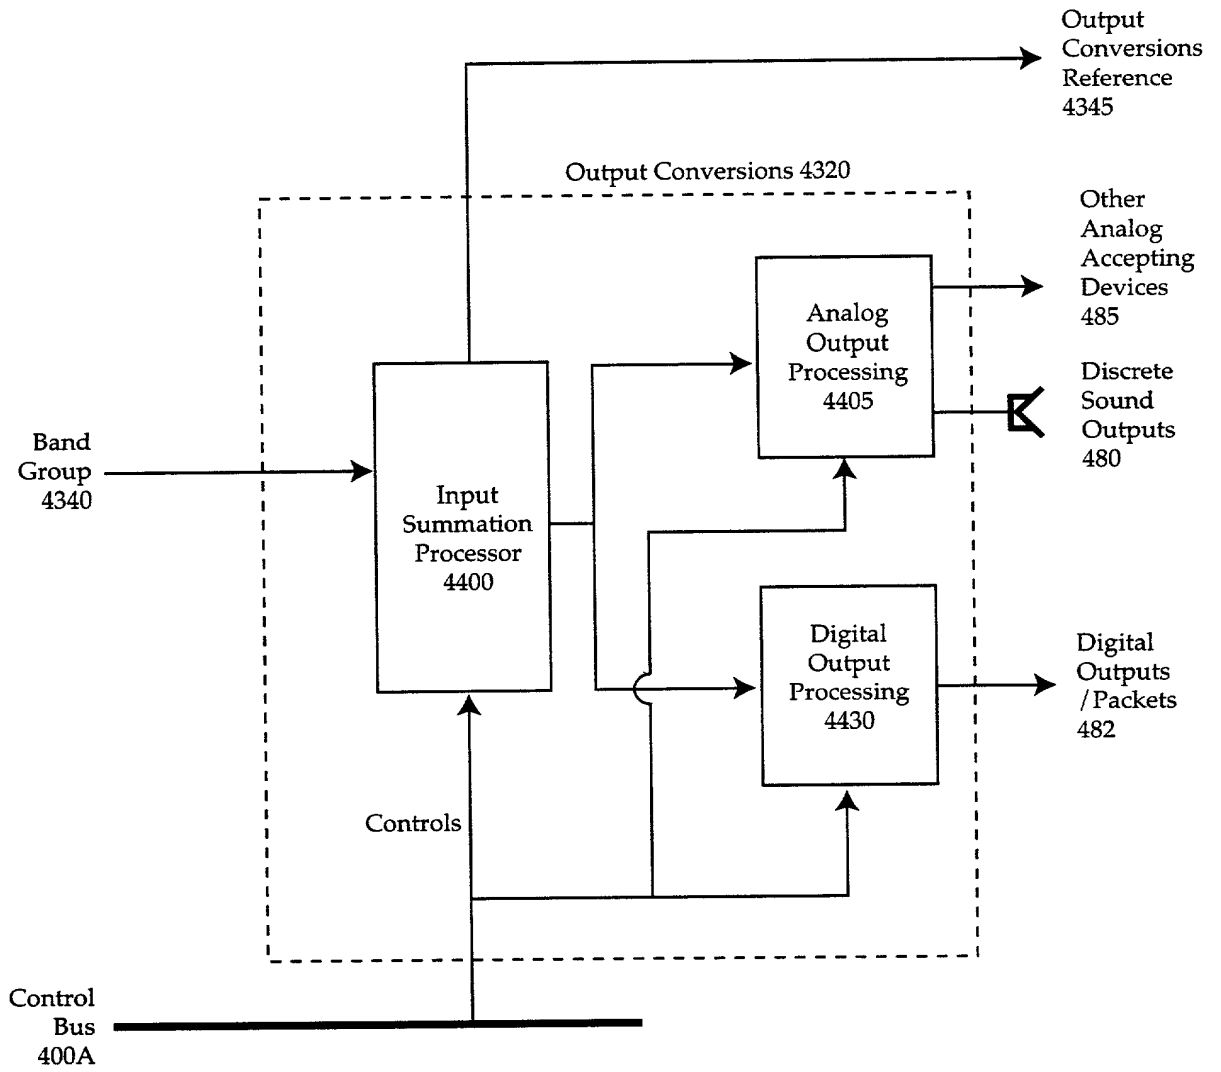 Output
Conversions
Reference
4345
Output Conversions 4320
Other
Analog
Accepting
Devices
485
Analog
Output
Processing
4405
Discrete
Sound
Outputs
480
Band
Group
4340
Input
Summation
Processor
4400
Digital
Output
Processing
4430
Digital
Outputs
/Packets
482
Controls
Control
Bus
400A